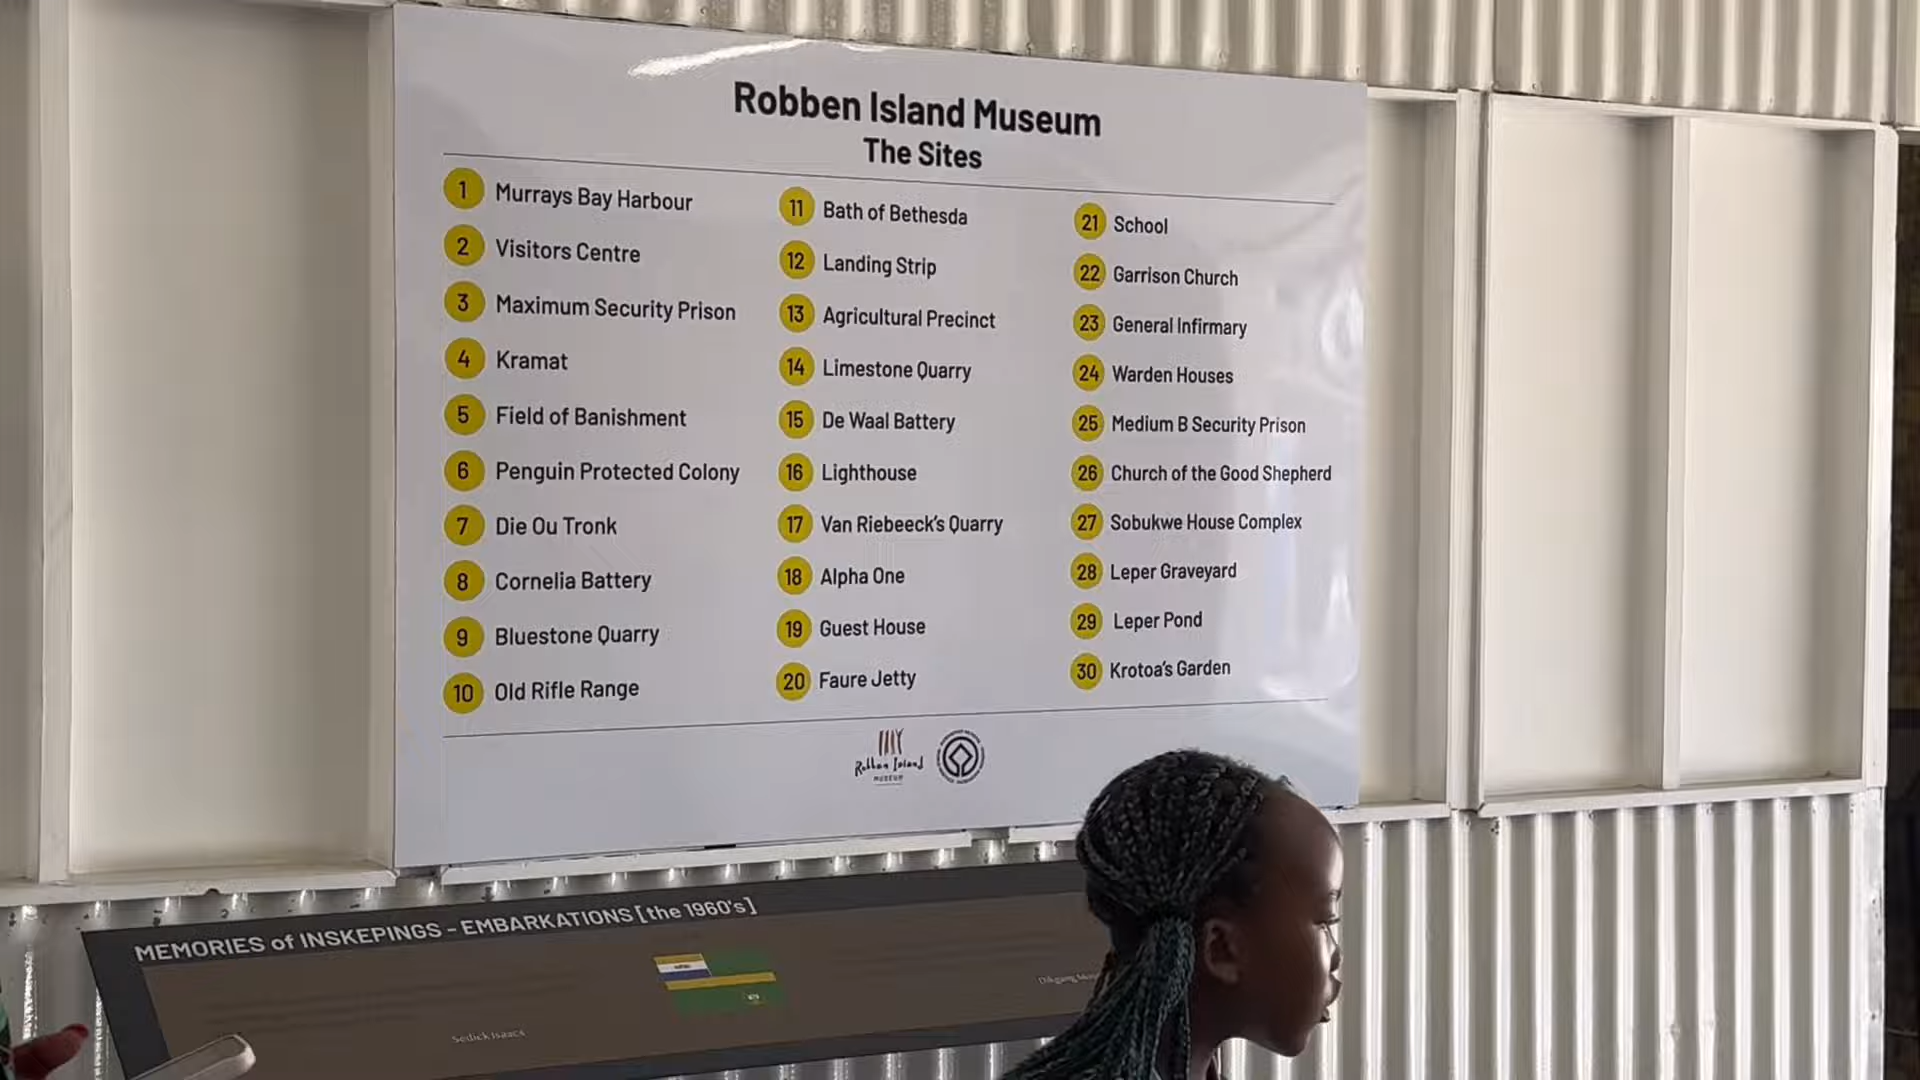 Robben Island Museum
The Sites
1 Murrays Bay Harbour
2 Visitors Centre
3 Maximum Security Prison
4 Kramat
5 Field of Banishment
6 Penguin Protected Colony
7 Die Ou Tronk
8 Cornelia Battery
9 Bluestone Quarry
10 Old Rifle Range
11 Bath of Bethesda
12 Landing Strip
13 Agricultural Precinct
14 Limestone Quarry
15 De Waal Battery
16 Lighthouse
17 Van Riebeeck's Quarry
18 Alpha One
19 Guest House
20 Faure Jetty
21 School
22 Garrison Church
23 General Infirmary
24 Warden Houses
25 Medium B Security Prison
26 Church of the Good Shepherd
27 Sobukwe House Complex
28 Leper Graveyard
29 Leper Pond
30 Krotoa's Garden
Robben Island
MUSEUM
MEMORIES of INSKEPINGS - EMBARKATIONS [the 1960's]
Sedick Isaacs